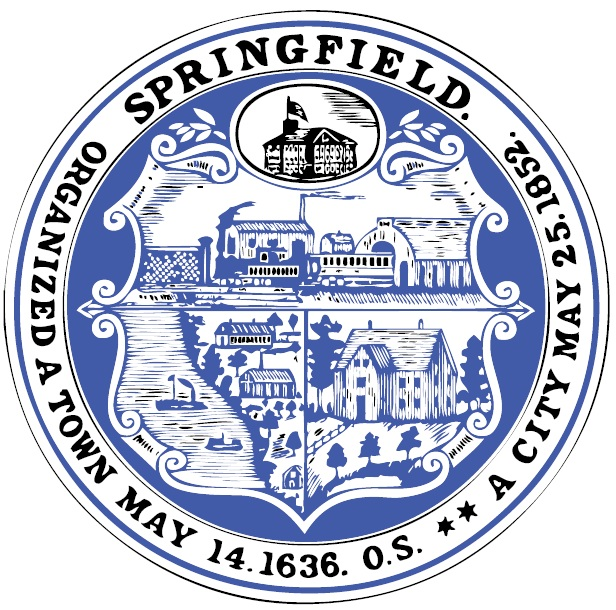 SPRINGFIELD.
ORGANIZED A TOWN MAY 14.1636. O.S. ★★ A CITY MAY 25.1852.